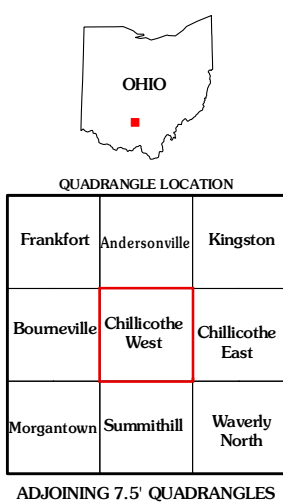 OHIO
QUADRANGLE LOCATION
Frankfort Andersonville Kingston
Bourneville Chillicothe West Chillicothe East
Morgantown Summithill Waverly North
ADJOINING 7.5' QUADRANGLES